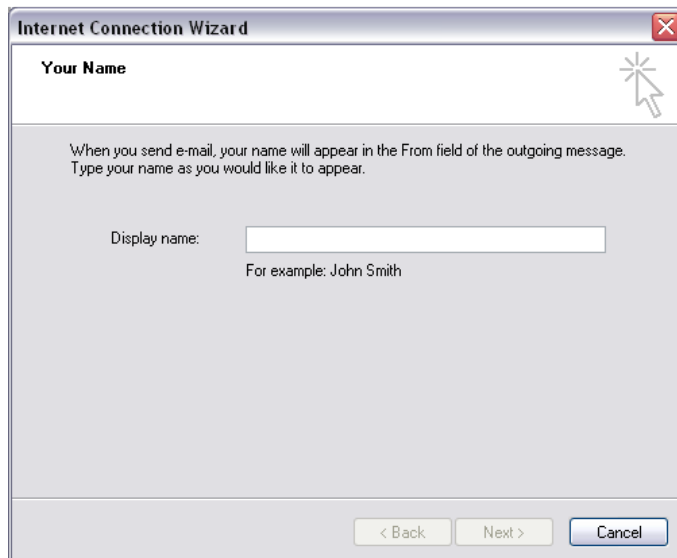 Internet Connection Wizard
Your Name
When you send e-mail, your name will appear in the From field of the outgoing message.
Type your name as you would like it to appear.
Display name:
For example: John Smith
< Back
Next >
Cancel